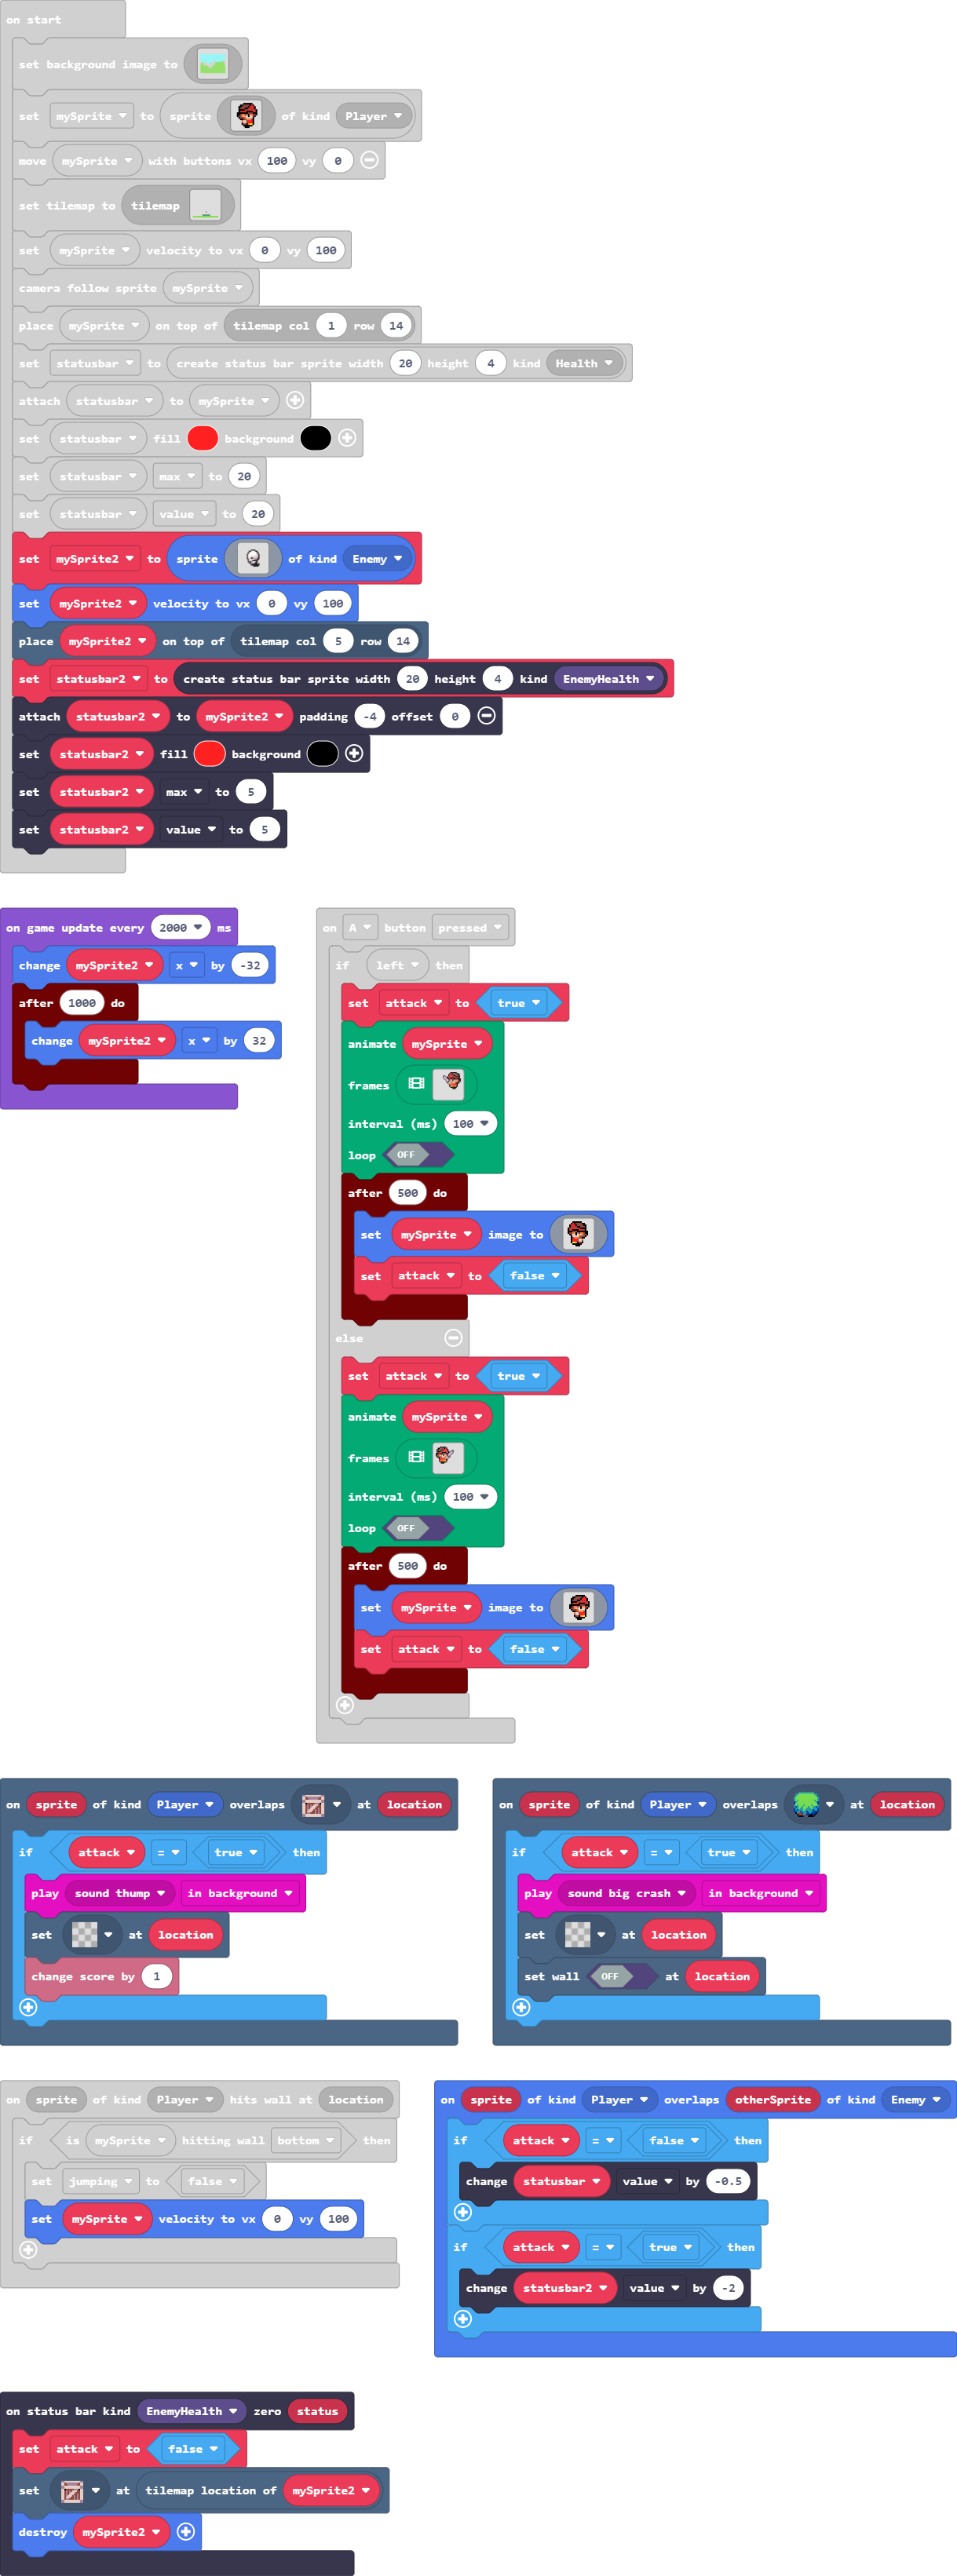 on start
set background image to
set mySprite to sprite of kind Player
move mySprite with buttons vx 100 vy 0
set tilemap to tilemap
set mySprite velocity to vx 0 vy 100
camera follow sprite mySprite
place mySprite on top of tilemap col 1 row 14
set statusbar to create status bar sprite width 20 height 4 kind Health
attach statusbar to mySprite
set statusbar fill background
set statusbar max to 20
set statusbar value to 20
set mySprite2 to sprite of kind Enemy
set mySprite2 velocity to vx 0 vy 100
place mySprite2 on top of tilemap col 5 row 14
set statusbar2 to create status bar sprite width 20 height 4 kind EnemyHealth
attach statusbar2 to mySprite2 padding -4 offset 0
set statusbar2 fill background
set statusbar2 max to 5
set statusbar2 value to 5
on game update every 2000 ms
change mySprite2 x by -32
after 1000 do
change mySprite2 x by 32
on A button pressed
if left then
set attack to true
animate mySprite
frames
interval (ms) 100
loop OFF
after 500 do
set mySprite image to
set attack to false
else
set attack to true
animate mySprite
frames
interval (ms) 100
loop OFF
after 500 do
set mySprite image to
set attack to false
on sprite of kind Player overlaps at location
if attack = true then
play sound thump in background
set at location
change score by 1
on sprite of kind Player overlaps at location
if attack = true then
play sound big crash in background
set at location
set wall OFF at location
on sprite of kind Player hits wall at location
if is mySprite hitting wall bottom then
set jumping to false
set mySprite velocity to vx 0 vy 100
on sprite of kind Player overlaps otherSprite of kind Enemy
if attack = false then
change statusbar value by -0.5
if attack = true then
change statusbar2 value by -2
on status bar kind EnemyHealth zero status
set attack to false
set at tilemap location of mySprite2
destroy mySprite2